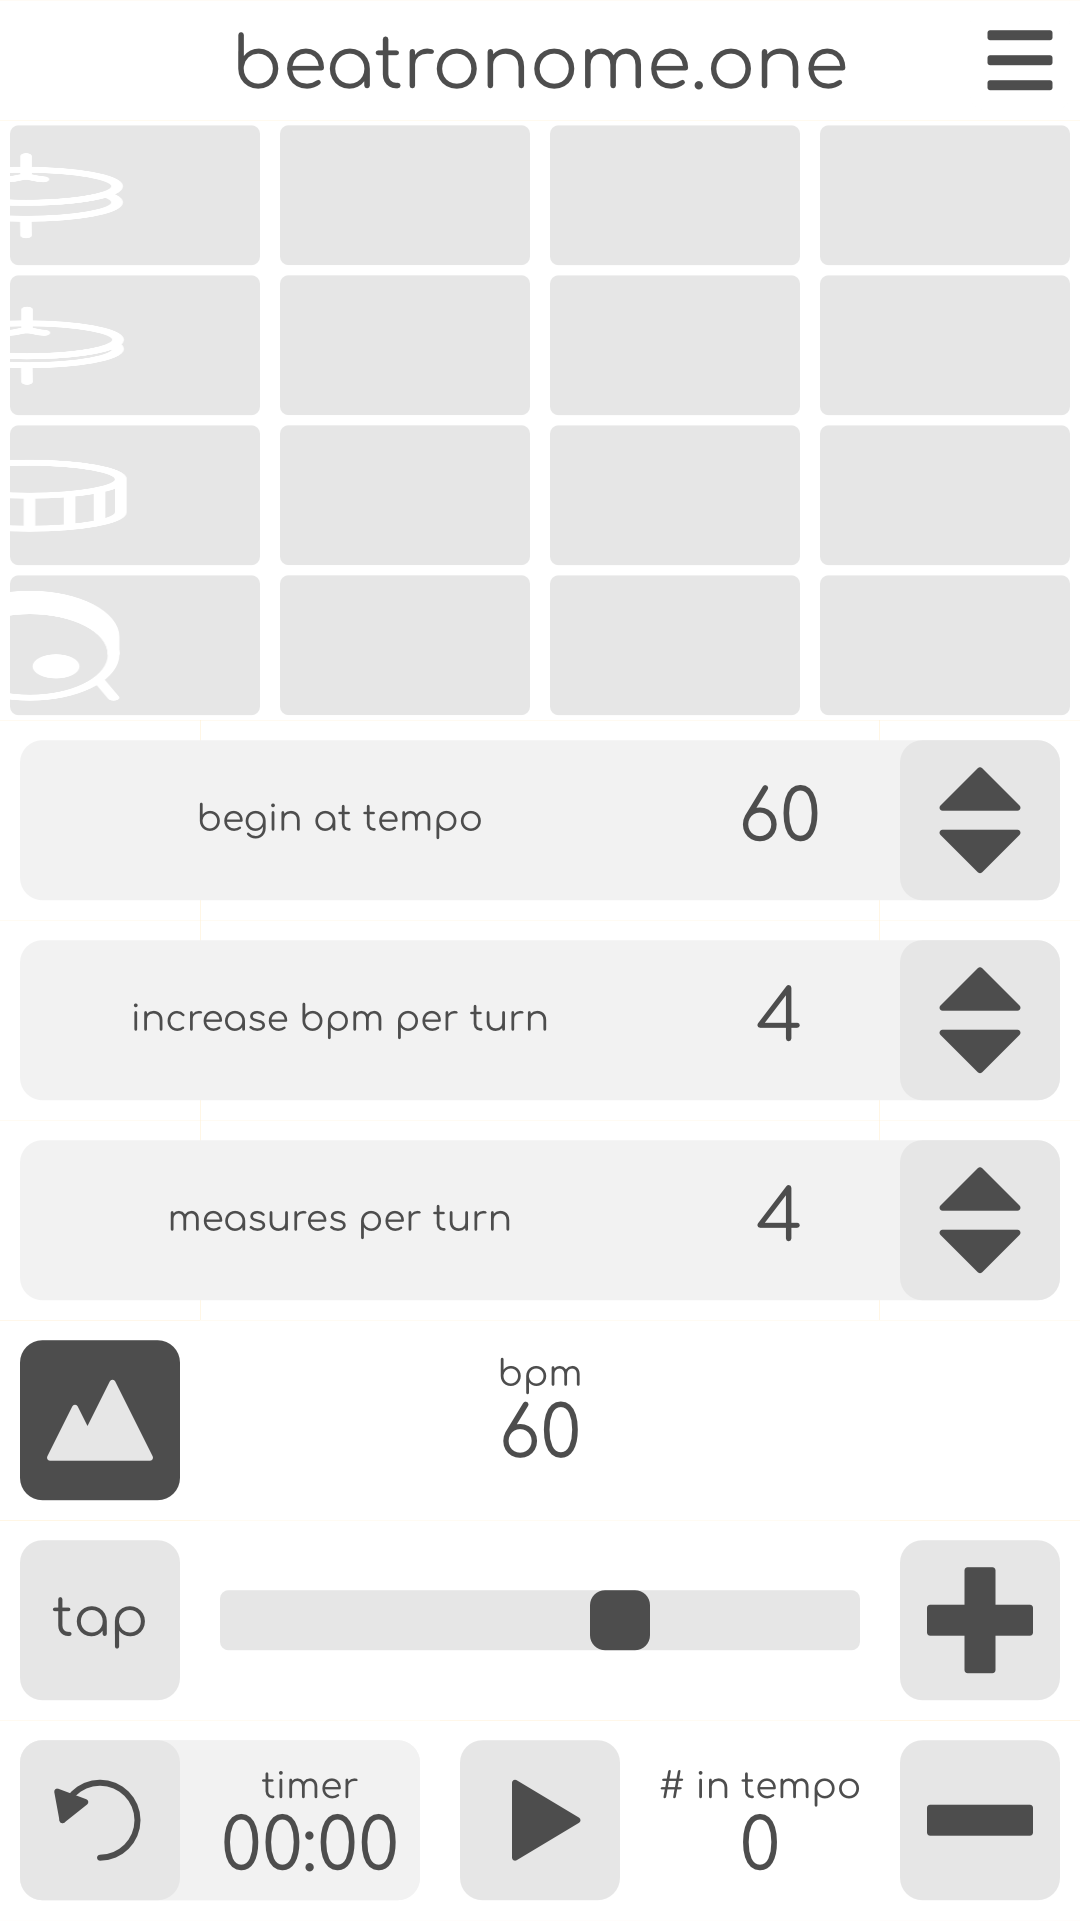 beatronome.one
begin at tempo 60
increase bpm per turn 4
measures per turn 4
bpm
60
tap
timer
00:00
# in tempo
0